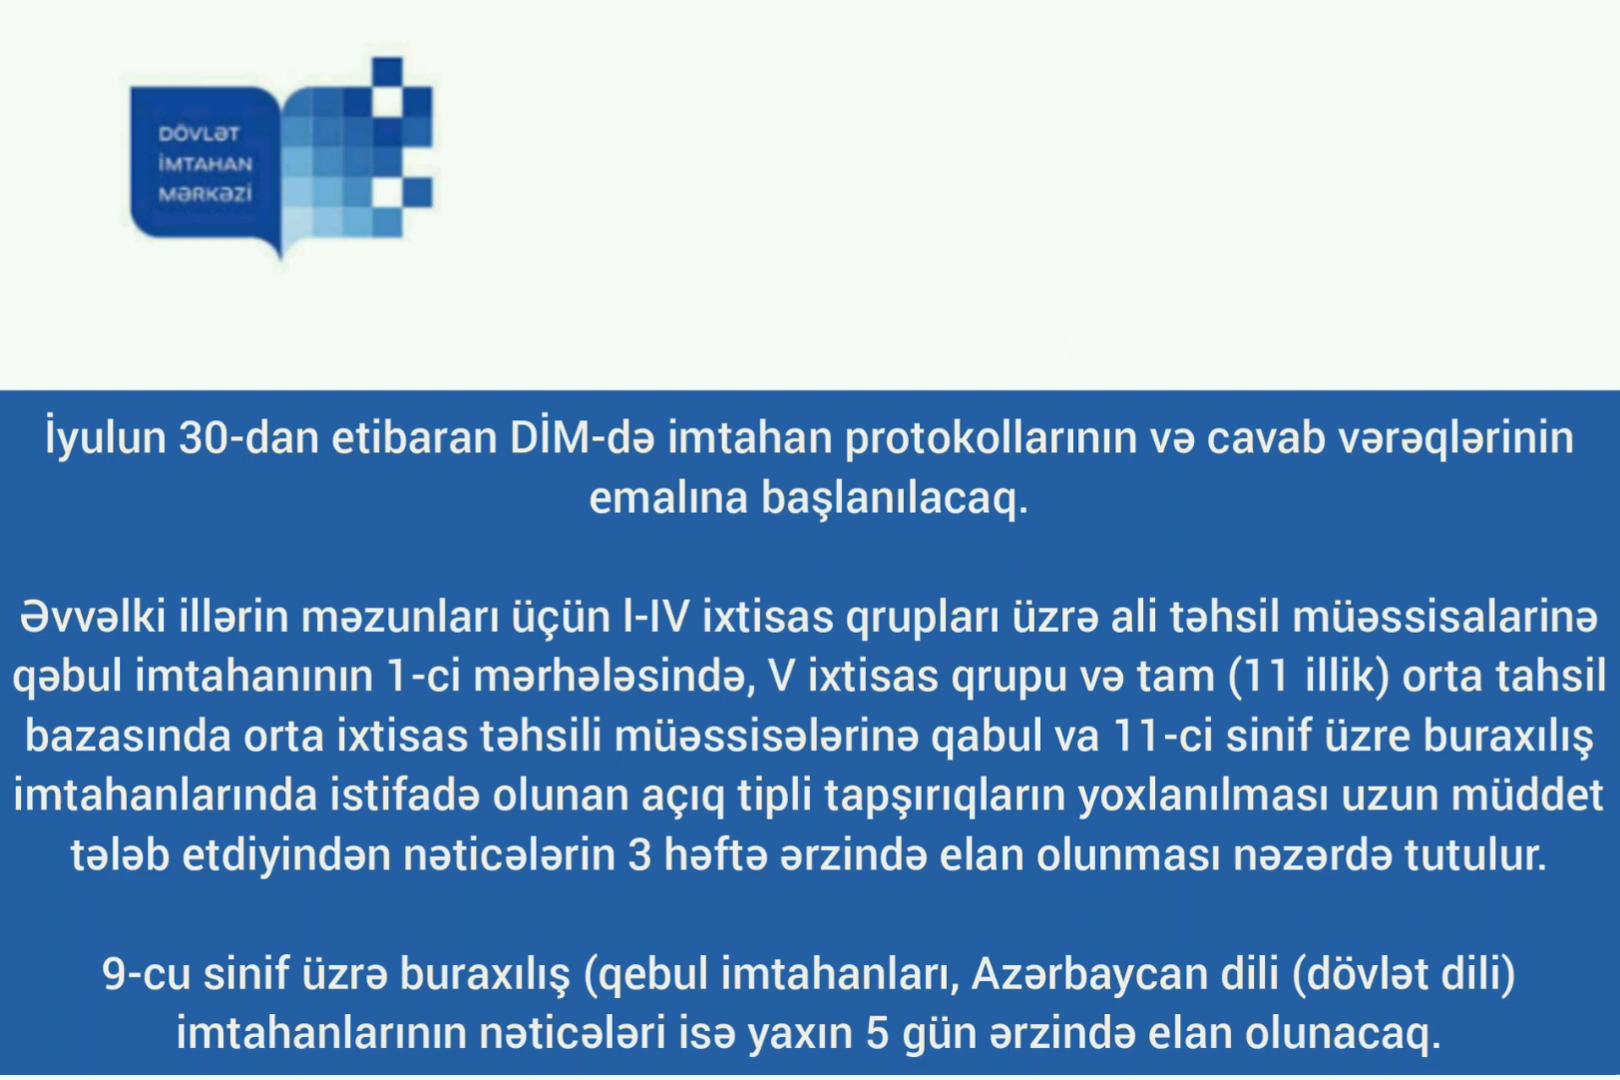 DÖVLƏT
İMTAHAN
MƏRKƏZİ
İyulun 30-dan etibaran DİM-də imtahan protokollarının və cavab vərəqlərinin
emalına başlanılacaq.
Əvvəlki illərin məzunları üçün l-IV ixtisas qrupları üzrə ali təhsil müəssisalarinə
qəbul imtahanının 1-ci mərhələsində, V ixtisas qrupu və tam (11 illik) orta tahsil
bazasında orta ixtisas təhsili müəssisələrinə qabul va 11-ci sinif üzre buraxılış
imtahanlarında istifadə olunan açıq tipli tapşırıqların yoxlanılması uzun müddet
tələb etdiyindən nəticələrin 3 həftə ərzində elan olunması nəzərdə tutulur.
9-cu sinif üzrə buraxılış (qebul imtahanları, Azərbaycan dili (dövlət dili)
imtahanlarının nəticələri isə yaxın 5 gün ərzində elan olunacaq.